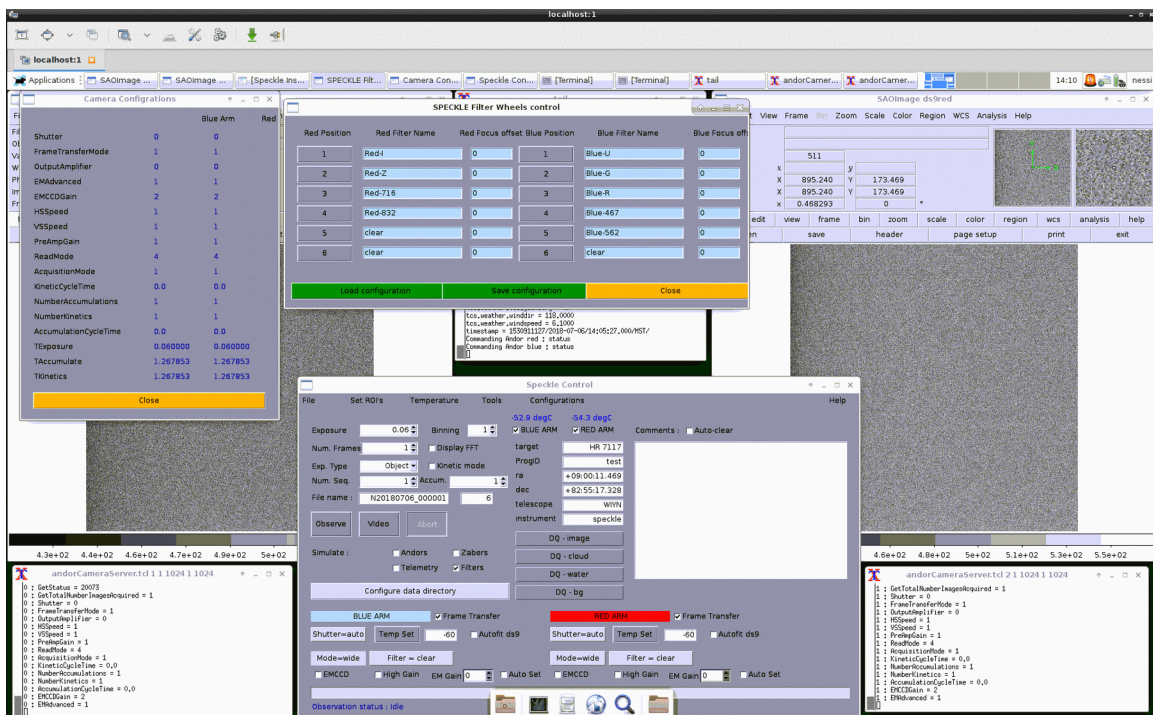 localhost:1
localhost:1
Applications SAOImage ... SAOImage ... [Speckle Ins... SPECKLE Filt... Camera Con... Speckle Con... [Terminal] [Terminal] tail andorCamer... andorCamer... 14:10 nessi
Camera Configrations
Blue Arm Red
Shutter 0 0
FrameTransferMode 1 1
OutputAmplifier 0 0
EMAdvanced 1 1
EMCCDGain 2 2
HSSpeed 1 1
VSSpeed 1 1
PreAmpGain 1 1
ReadMode 4 4
AcquisitionMode 1 1
KineticCycleTime 0.0 0.0
NumberAccumulations 1 1
NumberKinetics 1 1
AccumulationCycleTime 0.0 0.0
TExposure 0.060000 0.060000
TAccumulate 1.267853 1.267853
TKinetics 1.267853 1.267853
Close
SPECKLE Filter Wheels control
Red Position Red Filter Name Red Focus offset Blue Position Blue Filter Name Blue Focus off
1 Red-I 0 1 Blue-U 0
2 Red-Z 0 2 Blue-G 0
3 Red-716 0 3 Blue-R 0
4 Red-832 0 4 Blue-467 0
5 clear 0 5 Blue-562 0
6 clear 0 6 clear 0
Load configuration Save configuration Close
SAOImage ds9red
View Frame Bin Zoom Scale Color Region WCS Analysis Help
511
x y
X 895.240 Y 173.469
X 895.240 Y 173.469
x 0.468293 0 °
edit view frame bin zoom scale color region wcs analysis help
save header page setup print exit
tcs.weather.winddir = 118.0000
tcs.weather.windspeed = 6.1000
timestamp = 1530911127/2018-07-06/14:05:27.000/MST/
Commanding Andor red : status
Commanding Andor blue : status
Speckle Control
File Set ROI's Temperature Tools Configurations Help
-52.9 degC -54.3 degC
Exposure 0.06 Binning 1 BLUE ARM RED ARM Comments : Auto-clear
Num. Frames 1 Display FFT target HR 7117
Exp. Type Object Kinetic mode ProgID test
Num. Seq. 1 Accum. 1 ra +09:00:11.469
File name : N20180706_000001 6 dec +82:55:17.328
telescope WIYN
instrument speckle
Observe Video Abort
DQ - image
Simulate : Andors Zabers DQ - cloud
Telemetry Filters DQ - water
Configure data directory DQ - bg
BLUE ARM Frame Transfer RED ARM Frame Transfer
Shutter=auto Temp Set -60 Autofit ds9 Shutter=auto Temp Set -60 Autofit ds9
Mode=wide Filter = clear Mode=wide Filter = clear
EMCCD High Gain EM Gain 0 Auto Set EMCCD High Gain EM Gain 0 Auto Set
Observation status : Idle
4.3e+02 4.4e+02 4.6e+02 4.7e+02 4.9e+02 5e+02
4.6e+02 4.8e+02 5e+02 5.1e+02 5.3e+02 5.5e+02
andorCameraServer.tcl 1 1 1024 1 1024
0 : GetStatus = 20073
0 : GetTotalNumberImagesAcquired = 1
0 : Shutter = 0
0 : FrameTransferMode = 1
0 : OutputAmplifier = 0
0 : HSSpeed = 1
0 : VSSpeed = 1
0 : PreAmpGain = 1
0 : ReadMode = 4
0 : AcquisitionMode = 1
0 : KineticCycleTime = 0.0
0 : NumberAccumulations = 1
0 : NumberKinetics = 1
0 : AccumulationCycleTime = 0.0
0 : EMCCDGain = 2
0 : EMAdvanced = 1
andorCameraServer.tcl 2 1 1024 1 1024
1 : GetTotalNumberImagesAcquired = 1
1 : Shutter = 0
1 : FrameTransferMode = 1
1 : OutputAmplifier = 0
1 : HSSpeed = 1
1 : VSSpeed = 1
1 : PreAmpGain = 1
1 : ReadMode = 4
1 : AcquisitionMode = 1
1 : KineticCycleTime = 0.0
1 : NumberAccumulations = 1
1 : NumberKinetics = 1
1 : AccumulationCycleTime = 0.0
1 : EMCCDGain = 2
1 : EMAdvanced = 1